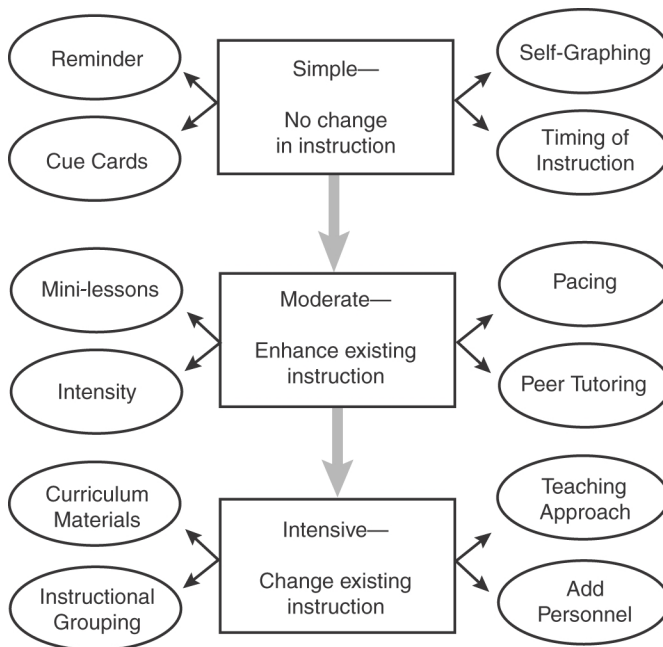 Reminder
Cue Cards
Simple—
No change
in instruction
Self-Graphing
Timing of
Instruction
Mini-lessons
Intensity
Moderate—
Enhance existing
instruction
Pacing
Peer Tutoring
Curriculum
Materials
Instructional
Grouping
Intensive—
Change existing
instruction
Teaching
Approach
Add
Personnel